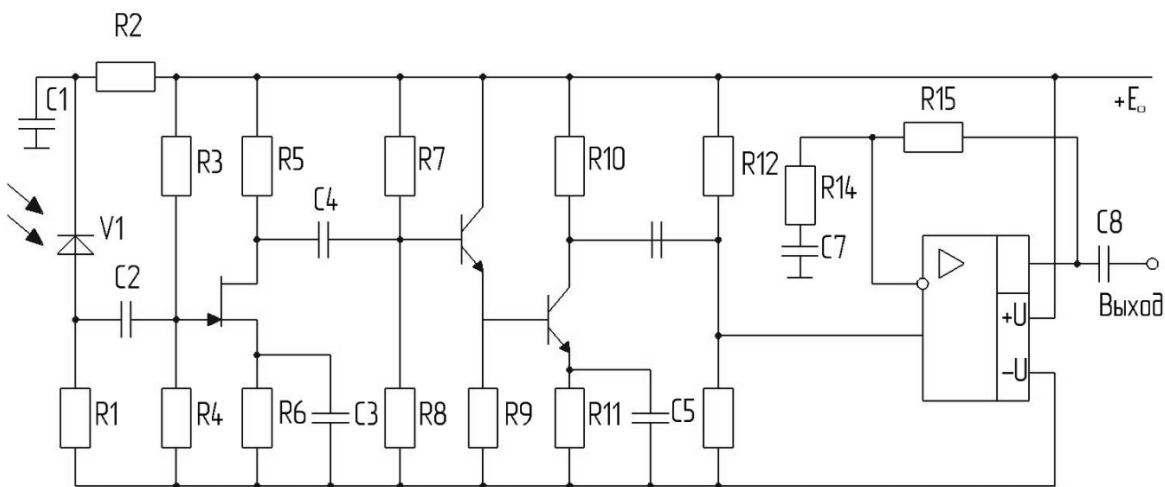 R2
C1
+Eп
R15
R3
R5
R7
R10
R12
R14
V1
C4
C7
C8
C2
Выход
+U
−U
R1
R4
R6
C3
R8
R9
R11
C5